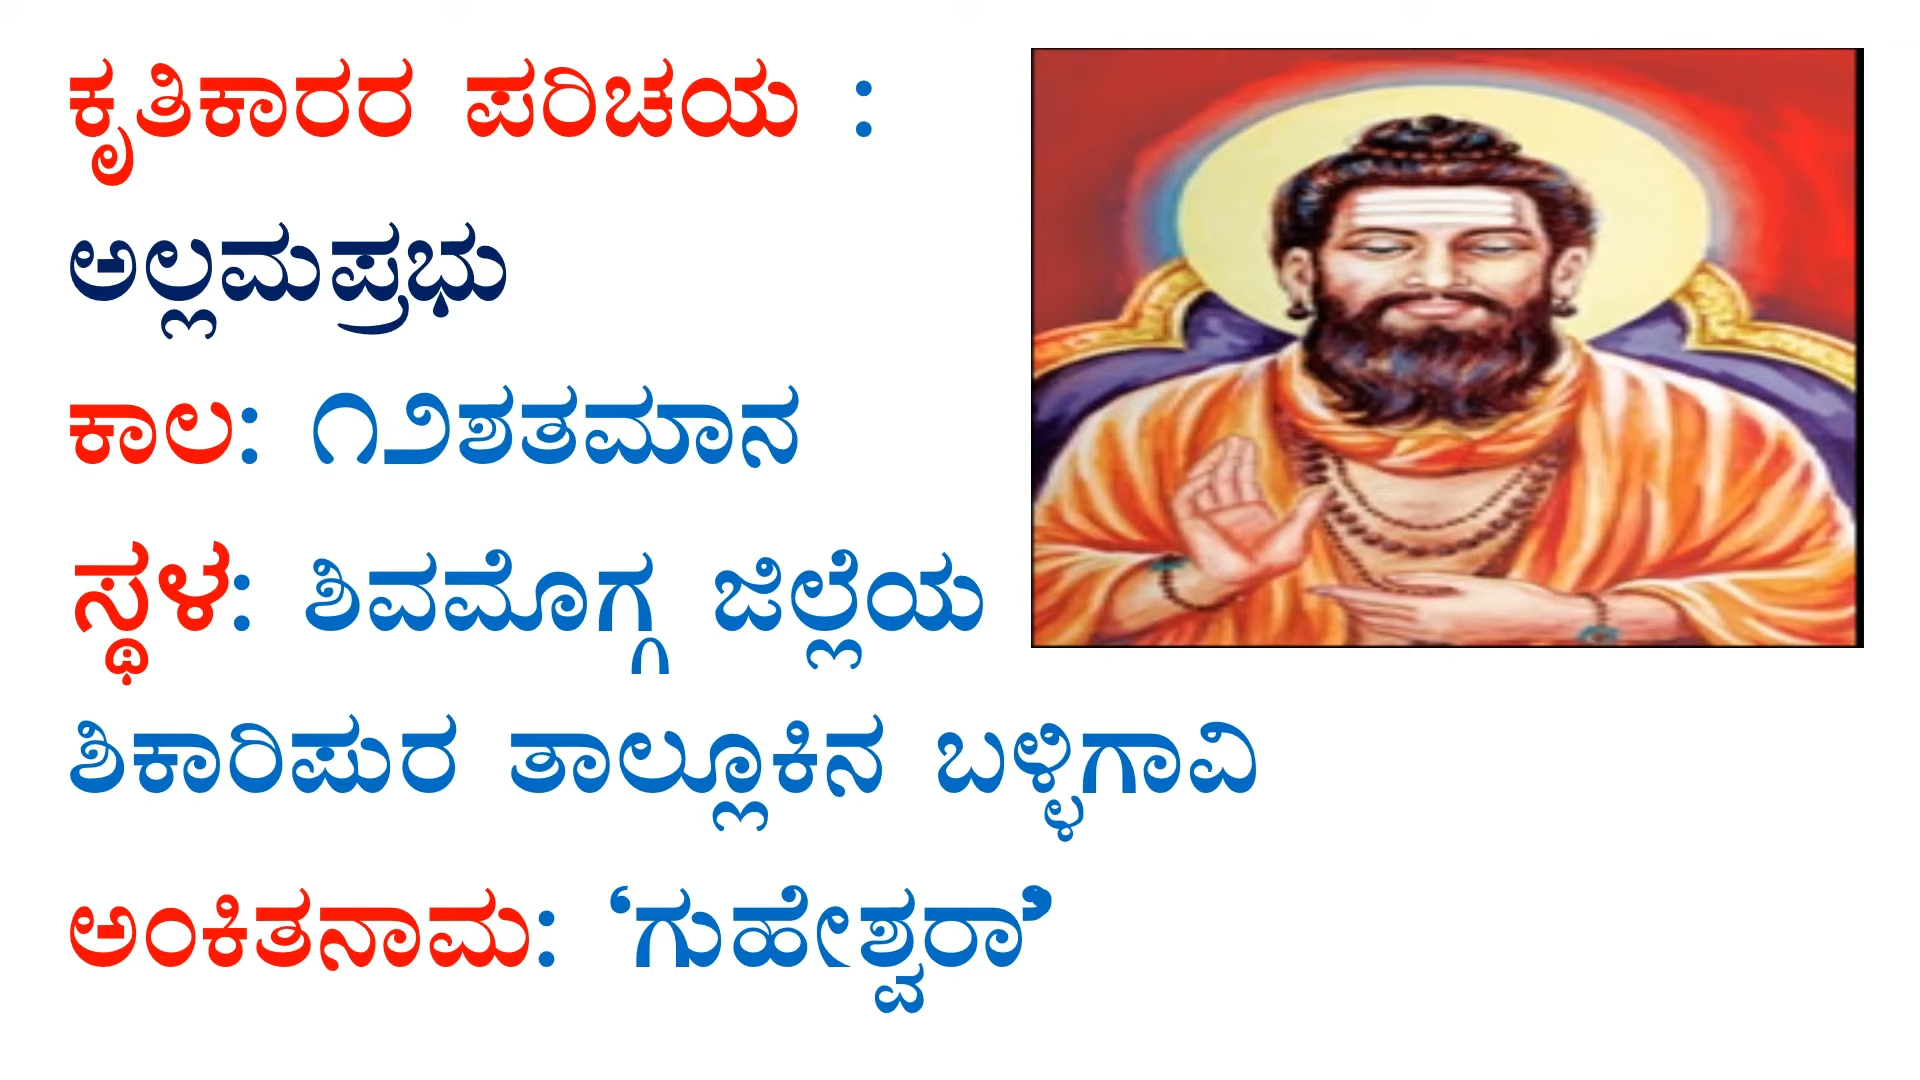 ಕೃತಿಕಾರರ ಪರಿಚಯ :
ಅಲ್ಲಮಪ್ರಭು
ಕಾಲ: ೧೨ಶತಮಾನ
ಸ್ಥಳ: ಶಿವಮೊಗ್ಗ ಜಿಲ್ಲೆಯ
ಶಿಕಾರಿಪುರ ತಾಲ್ಲೂಕಿನ ಬಳ್ಳಿಗಾವಿ
ಅಂಕಿತನಾಮ: ‘ಗುಹೇಶ್ವರಾ’